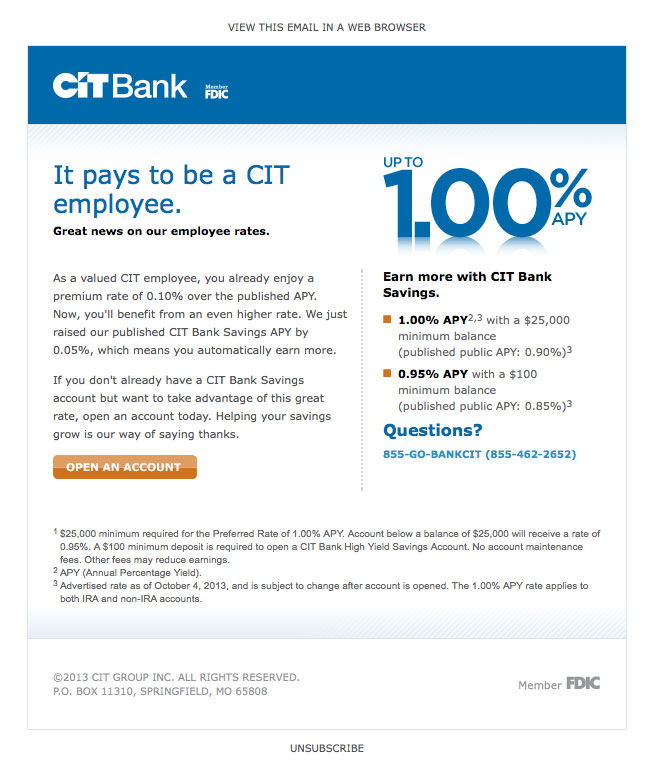 VIEW THIS EMAIL IN A WEB BROWSER
CIT Bank Member FDIC
It pays to be a CIT
employee.
Great news on our employee rates.
As a valued CIT employee, you already enjoy a
premium rate of 0.10% over the published APY.
Now, you'll benefit from an even higher rate. We just
raised our published CIT Bank Savings APY by
0.05%, which means you automatically earn more.
If you don't already have a CIT Bank Savings
account but want to take advantage of this great
rate, open an account today. Helping your savings
grow is our way of saying thanks.
OPEN AN ACCOUNT
UP TO
1.00% APY
Earn more with CIT Bank
Savings.
1.00% APY2,3 with a $25,000
minimum balance
(published public APY: 0.90%)3
0.95% APY with a $100
minimum balance
(published public APY: 0.85%)3
Questions?
855-GO-BANKCIT (855-462-2652)
1 $25,000 minimum required for the Preferred Rate of 1.00% APY. Account below a balance of $25,000 will receive a rate of
0.95%. A $100 minimum deposit is required to open a CIT Bank High Yield Savings Account. No account maintenance
fees. Other fees may reduce earnings.
2 APY (Annual Percentage Yield).
3 Advertised rate as of October 4, 2013, and is subject to change after account is opened. The 1.00% APY rate applies to
both IRA and non-IRA accounts.
©2013 CIT GROUP INC. ALL RIGHTS RESERVED.
P.O. BOX 11310, SPRINGFIELD, MO 65808
Member FDIC
UNSUBSCRIBE